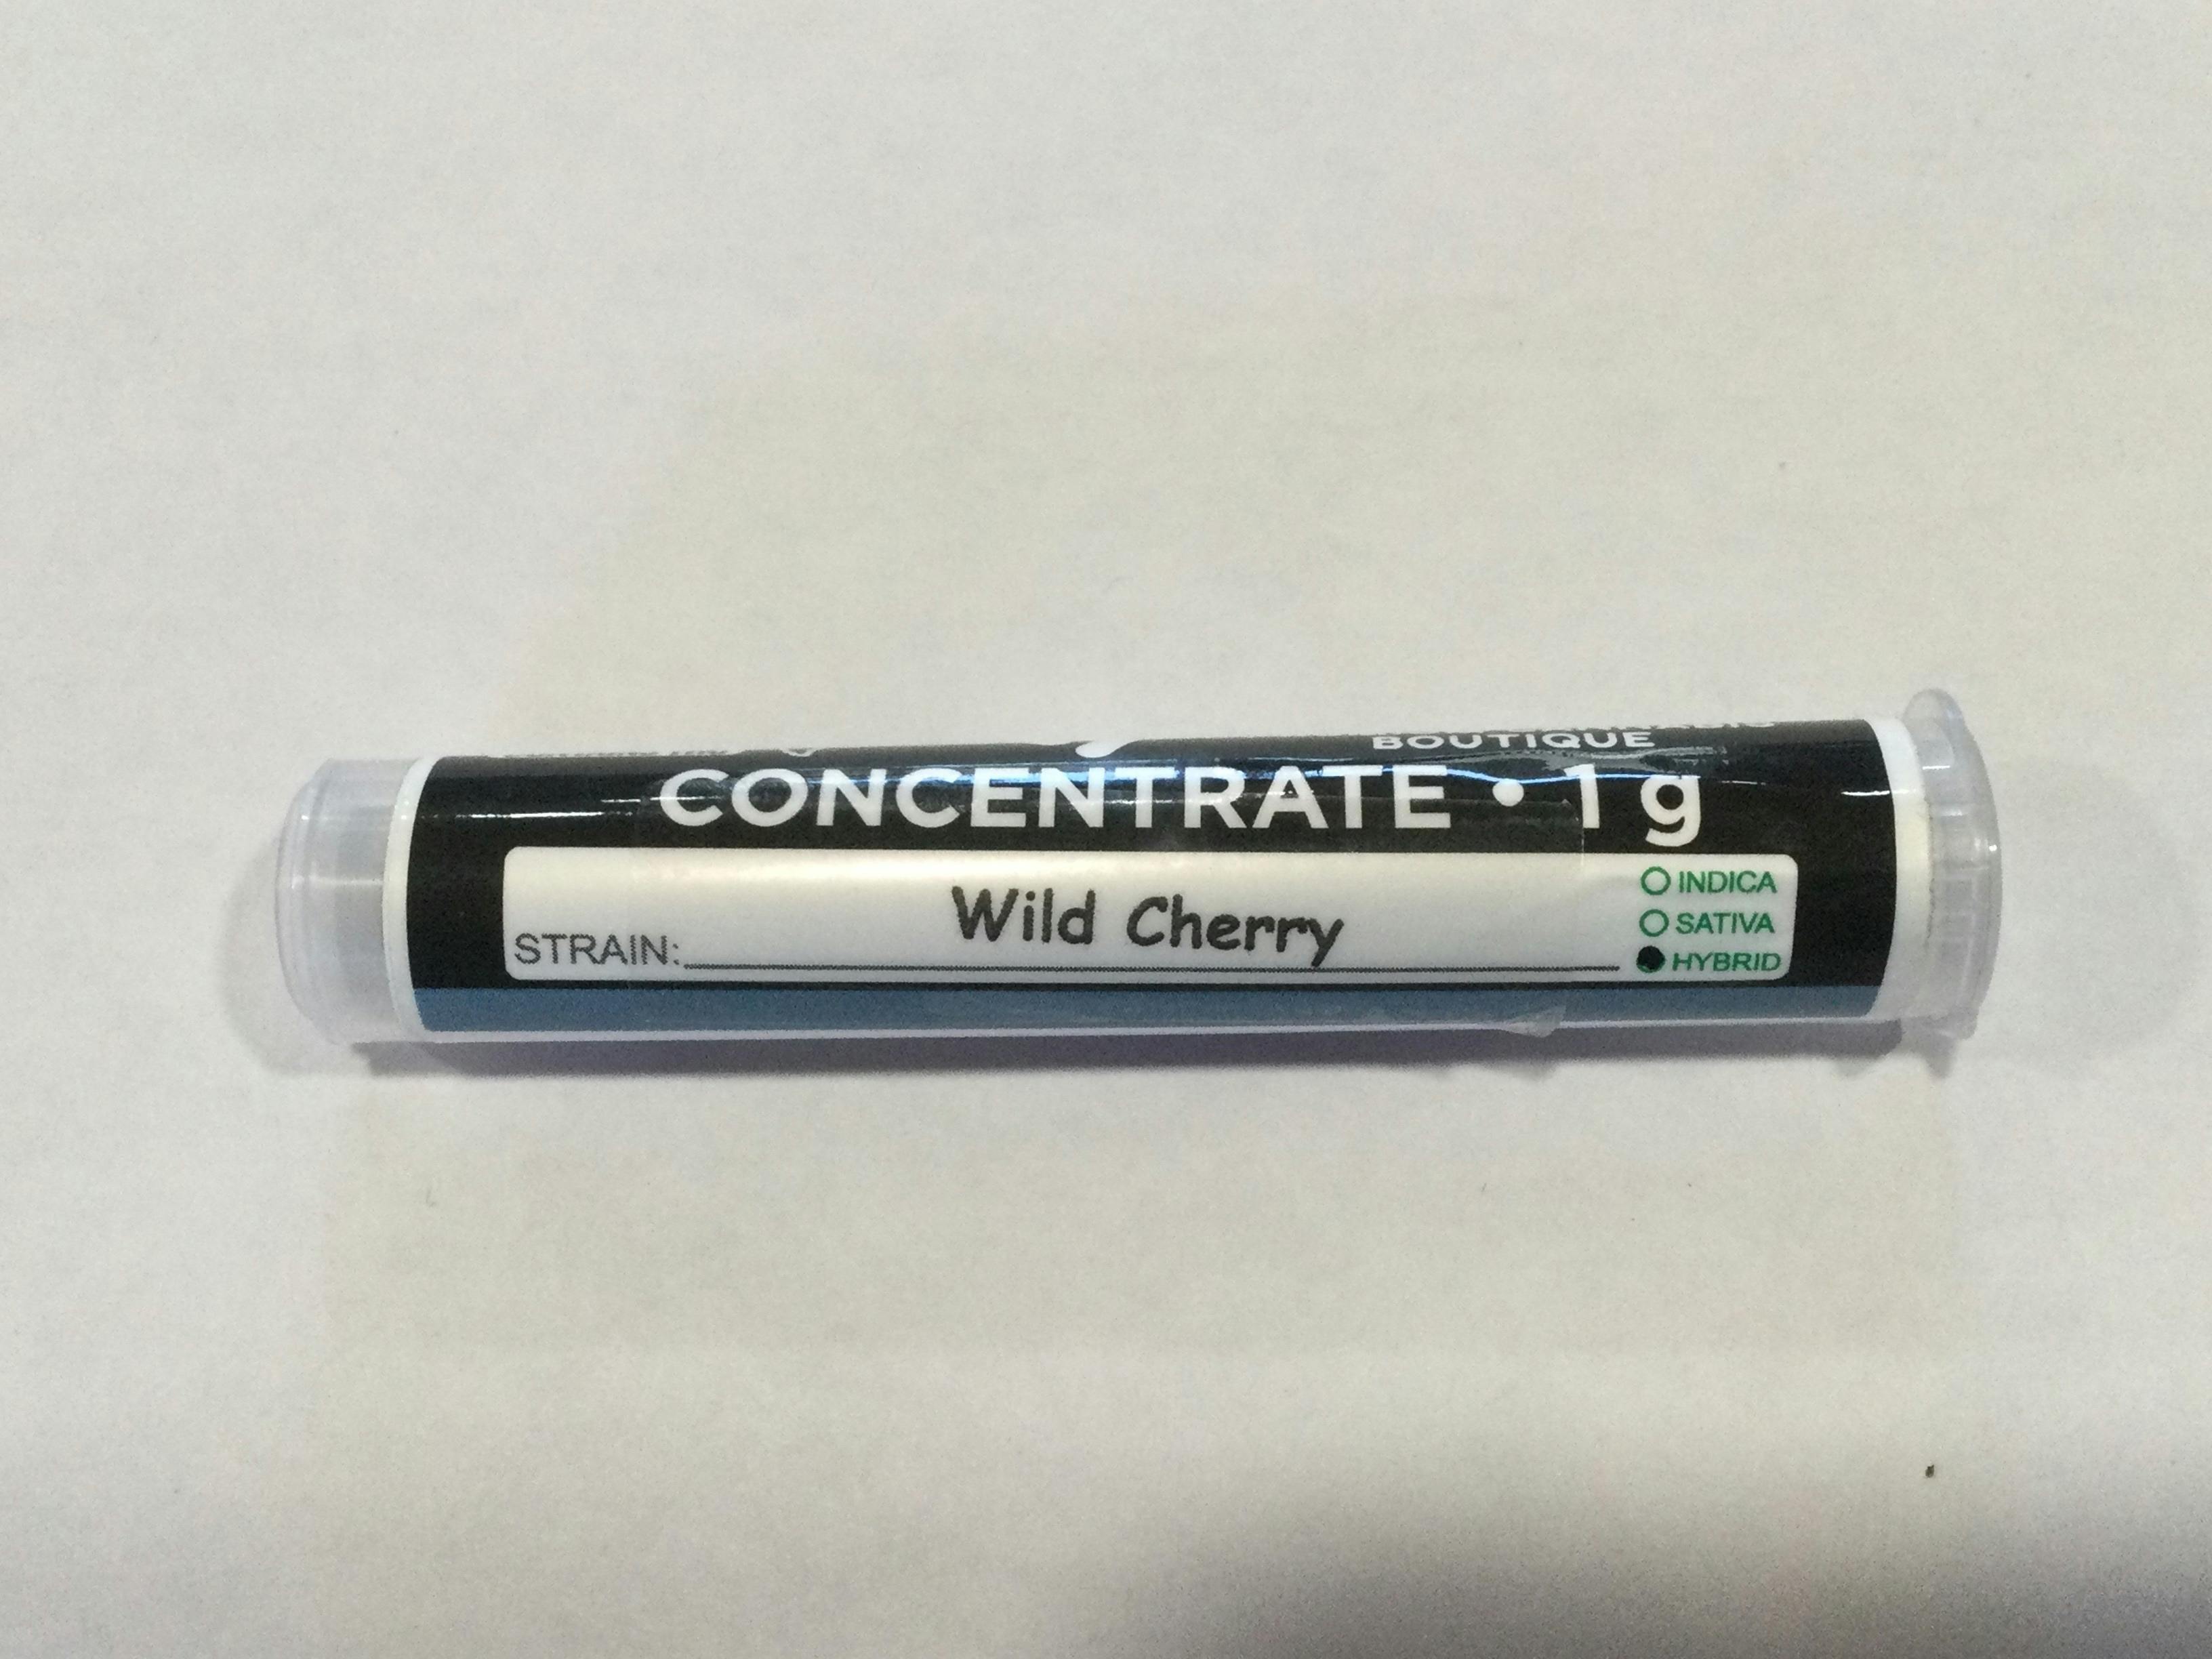 BOUTIQUE
CONCENTRATE • 1 g
STRAIN: Wild Cherry
INDICA
SATIVA
HYBRID